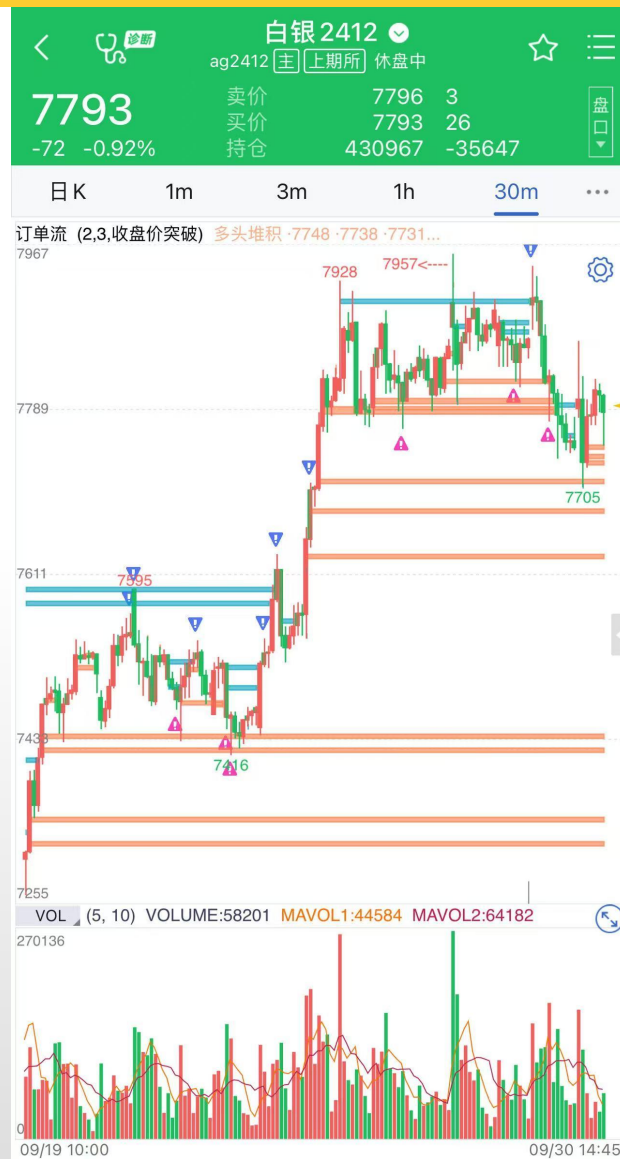 诊断
白银2412
ag2412 主 上期所 休盘中
7793
-72 -0.92%
卖价 7796 3
买价 7793 26
持仓 430967 -35647
盘口
日K 1m 3m 1h 30m
订单流 (2,3,收盘价突破) 多头堆积 ·7748 ·7738 ·7731...
7967
7957<----
7928
7789
7705
7611
7595
7433
7416
7255
VOL (5, 10) VOLUME:58201 MAVOL1:44584 MAVOL2:64182
270136
0
09/19 10:00 09/30 14:45